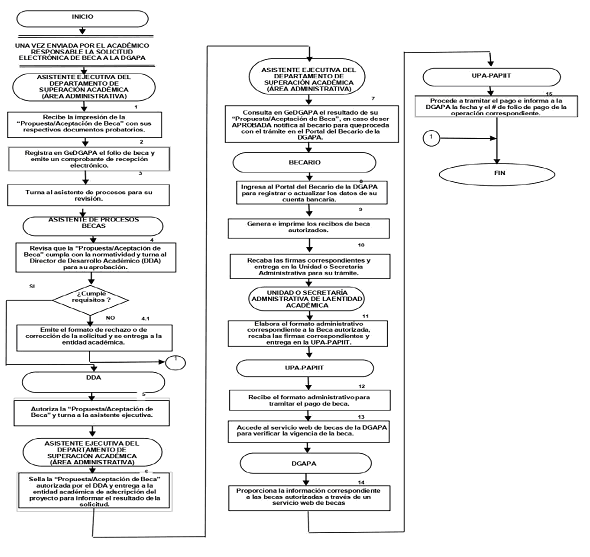 INICIO
UNA VEZ ENVIADA POR EL ACADÉMICO
RESPONSABLE LA SOLICITUD
ELECTRÓNICA DE BECA A LA DGAPA
ASISTENTE EJECUTIVA DEL
DEPARTAMENTO DE
SUPERACIÓN ACADÉMICA
(ÁREA ADMINISTRATIVA)
1
Recibe la impresión de la
"Propuesta/Aceptación de Beca" con sus
respectivos documentos probatorios.
2
Registra en GeDGAPA el folio de beca y
emite un comprobante de recepción
electrónico.
3
Turna al asistente de procesos para su
revisión.
ASISTENTE DE PROCESOS
BECAS
4
Revisa que la "Propuesta/Aceptación de
Beca" cumpla con la normatividad y turna al
Director de Desarrollo Académico (DDA)
para su aprobación.
SI
¿Cumple
requisitos ?
NO
4.1
Emite el formato de rechazo o de
corrección de la solicitud y se entrega a la
entidad académica.
1
DDA
5
Autoriza la "Propuesta/Aceptación de
Beca" y turna a la asistente ejecutiva.
ASISTENTE EJECUTIVA DEL
DEPARTAMENTO DE
SUPERACIÓN ACADÉMICA
(ÁREA ADMINISTRATIVA)
6
Sella la "Propuesta/Aceptación de Beca"
autorizada por el DDA y entrega a la
entidad académica de adscripción del
proyecto para informar el resultado de la
solicitud.
ASISTENTE EJECUTIVA DEL
DEPARTAMENTO DE
SUPERACIÓN ACADÉMICA
(ÁREA ADMINISTRATIVA)
7
Consulta en GeDGAPA el resultado de su
"Propuesta/Aceptación de Beca", en caso deser
APROBADA notifica al becario para queproceda
con el trámite en el Portal del Becario de la
DGAPA.
BECARIO
8
Ingresa al Portal del Becario de la DGAPA
para registrar o actualizar los datos de su
cuenta bancaria.
9
Genera e imprime los recibos de beca
autorizados.
10
Recaba las firmas correspondientes y
entrega en la Unidad o Secretaría
Administrativa para su trámite.
UNIDAD O SECRETARÍA
ADMNISTRATIVA DE LAENTIDAD
ACADÉMICA
11
Elabora el formato administrativo
correspondiente a la Beca autorizada,
recaba las firmas correspondientes y
entrega en la UPA-PAPIIT.
UPA-PAPIIT
12
Recibe el formato administrativo para
tramitar el pago de beca.
13
Accede al servicio web de becas de la DGAPA
para verificar la vigencia de la beca.
DGAPA
14
Proporciona la información correspondiente
a las becas autorizadas a través de un
servicio web de becas
UPA-PAPIIT
15
Procede a tramitar el pago e informa a la
DGAPA la fecha y el # de folio de pago de
la operación correspondiente.
1
FIN